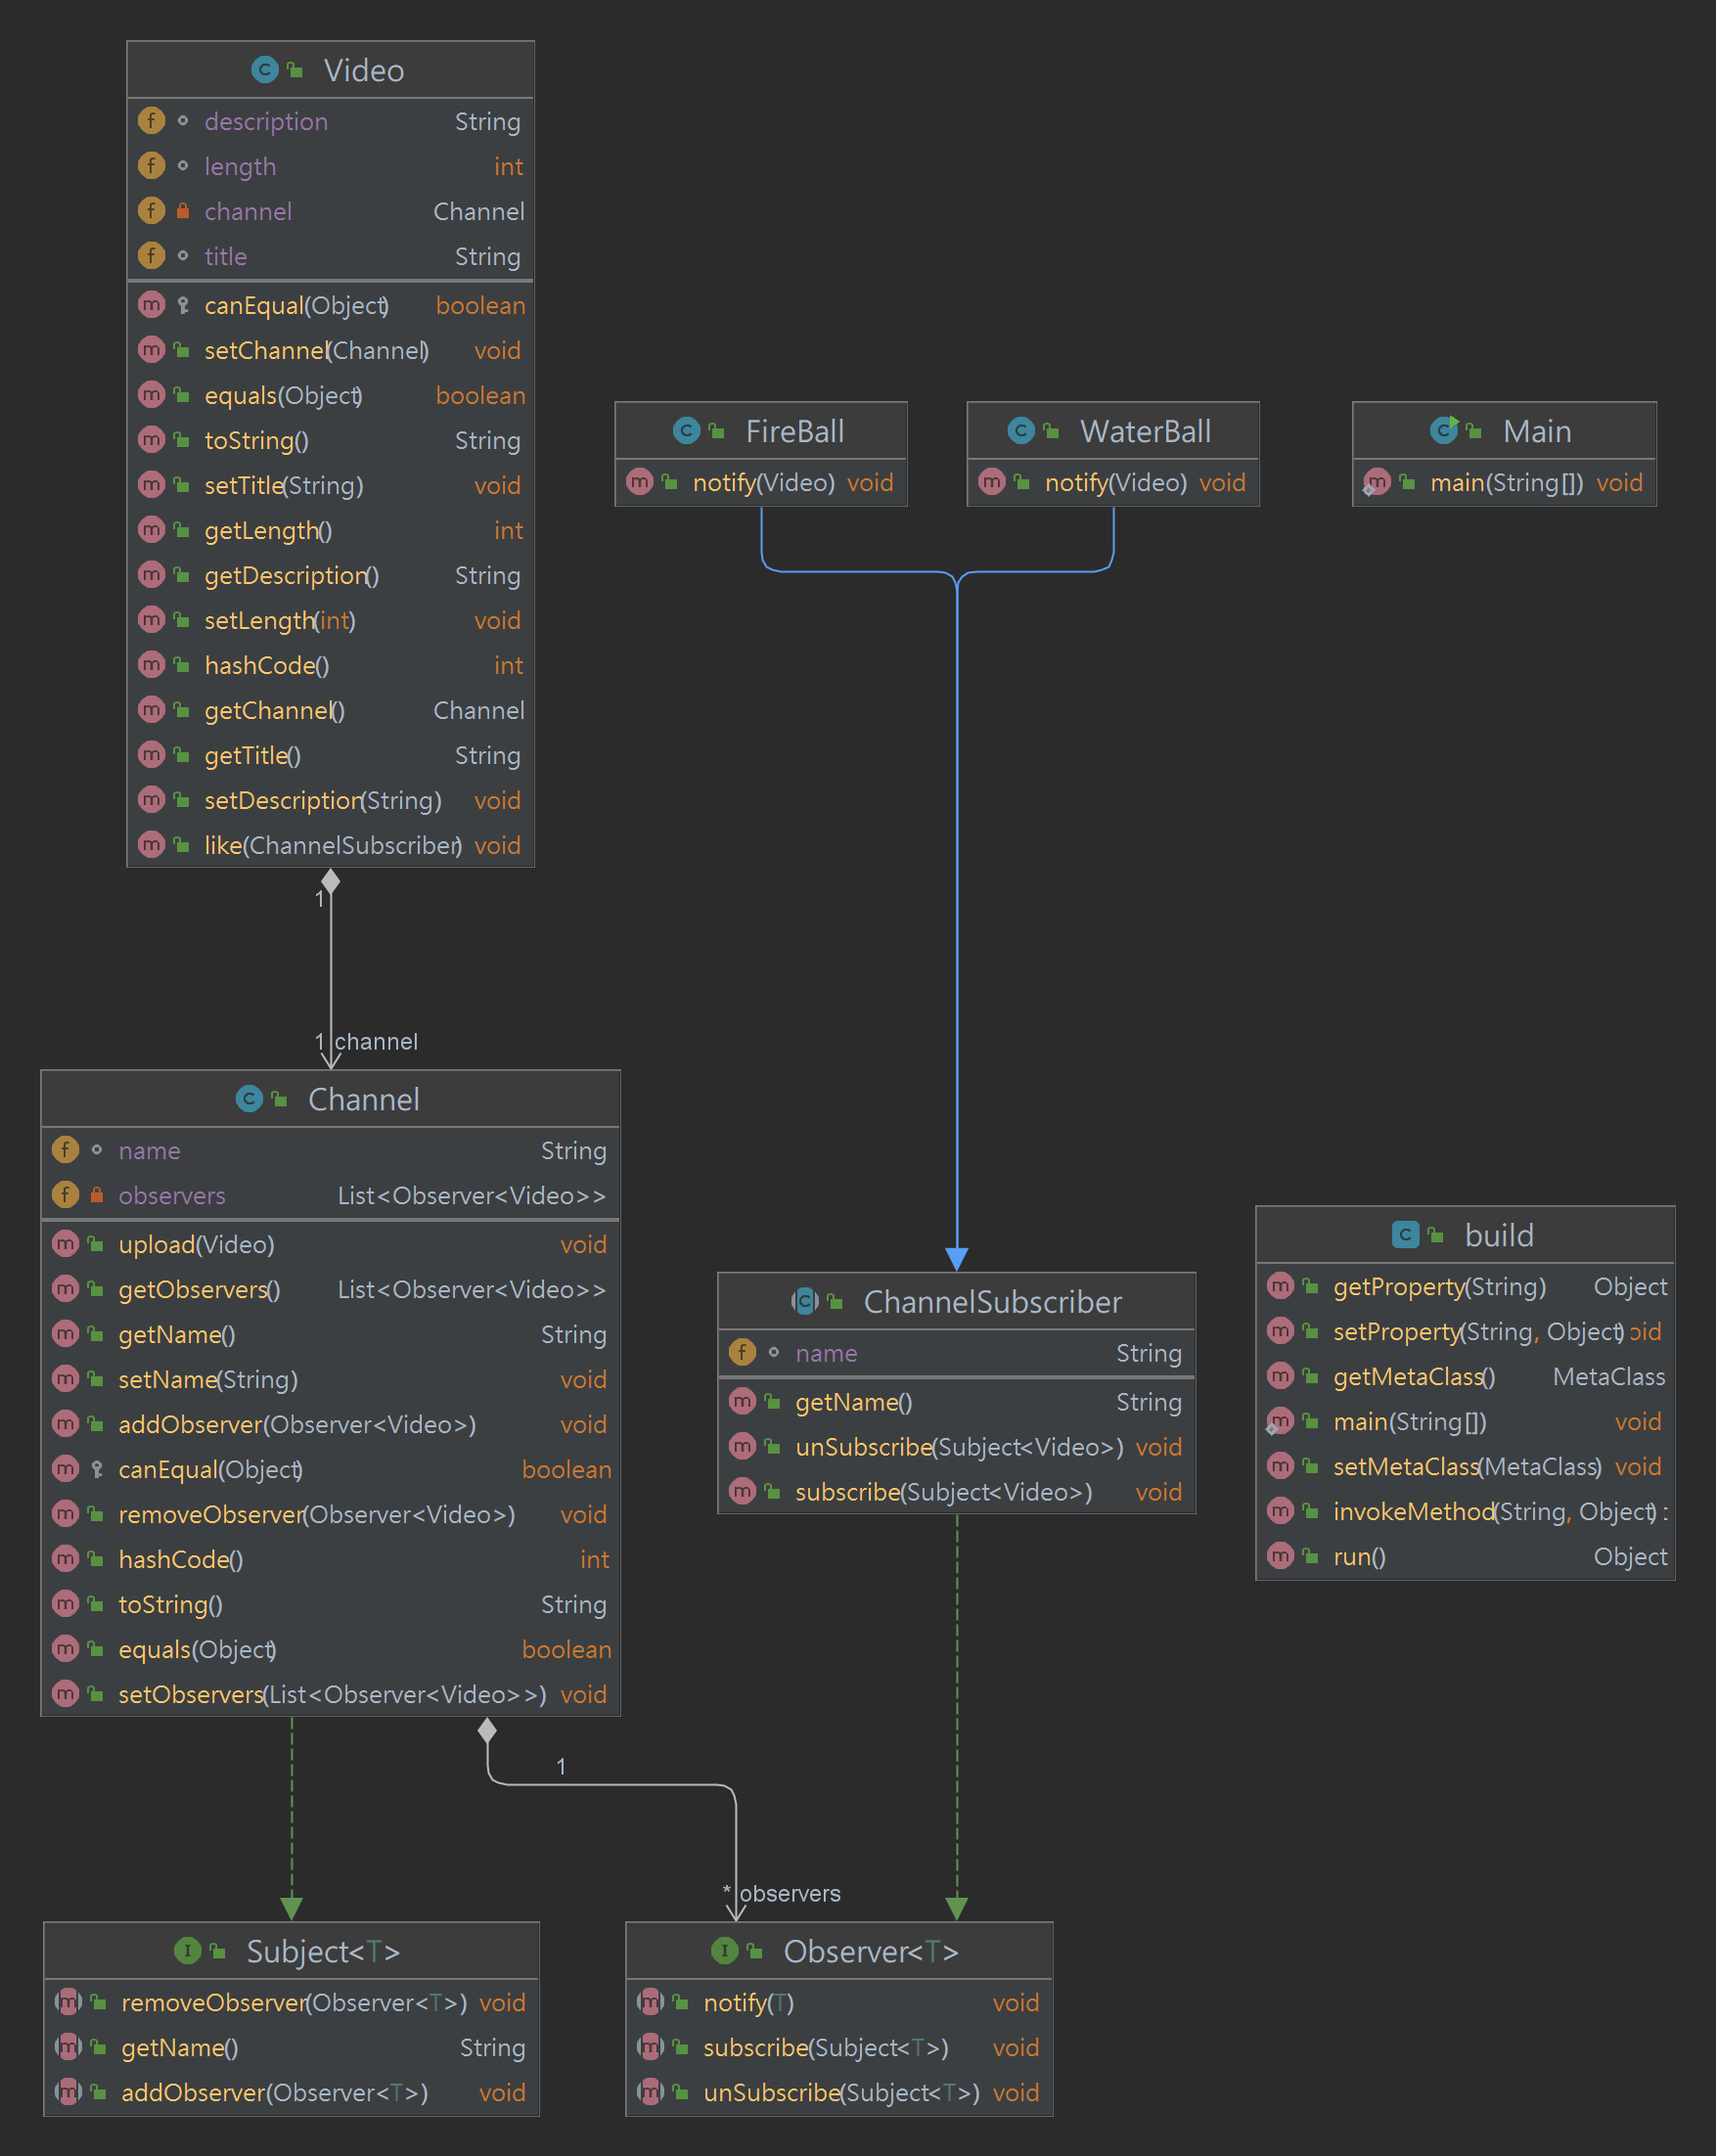 Video
description String
length int
channel Channel
title String
canEqual(Object) boolean
setChannel(Channel) void
equals(Object) boolean
toString() String
setTitle(String) void
getLength() int
getDescription() String
setLength(int) void
hashCode() int
getChannel() Channel
getTitle() String
setDescription(String) void
like(ChannelSubscriber) void
FireBall
notify(Video) void
WaterBall
notify(Video) void
Main
main(String[]) void
1
1 channel
Channel
name String
observers List<Observer<Video>>
upload(Video) void
getObservers() List<Observer<Video>>
getName() String
setName(String) void
addObserver(Observer<Video>) void
canEqual(Object) boolean
removeObserver(Observer<Video>) void
hashCode() int
toString() String
equals(Object) boolean
setObservers(List<Observer<Video>>) void
ChannelSubscriber
name String
getName() String
unSubscribe(Subject<Video>) void
subscribe(Subject<Video>) void
build
getProperty(String) Object
setProperty(String, Object) oid
getMetaClass() MetaClass
main(String[]) void
setMetaClass(MetaClass) void
invokeMethod(String, Object)
run() Object
1
* observers
Subject<T>
removeObserver(Observer<T>) void
getName() String
addObserver(Observer<T>) void
Observer<T>
notify(T) void
subscribe(Subject<T>) void
unSubscribe(Subject<T>) void